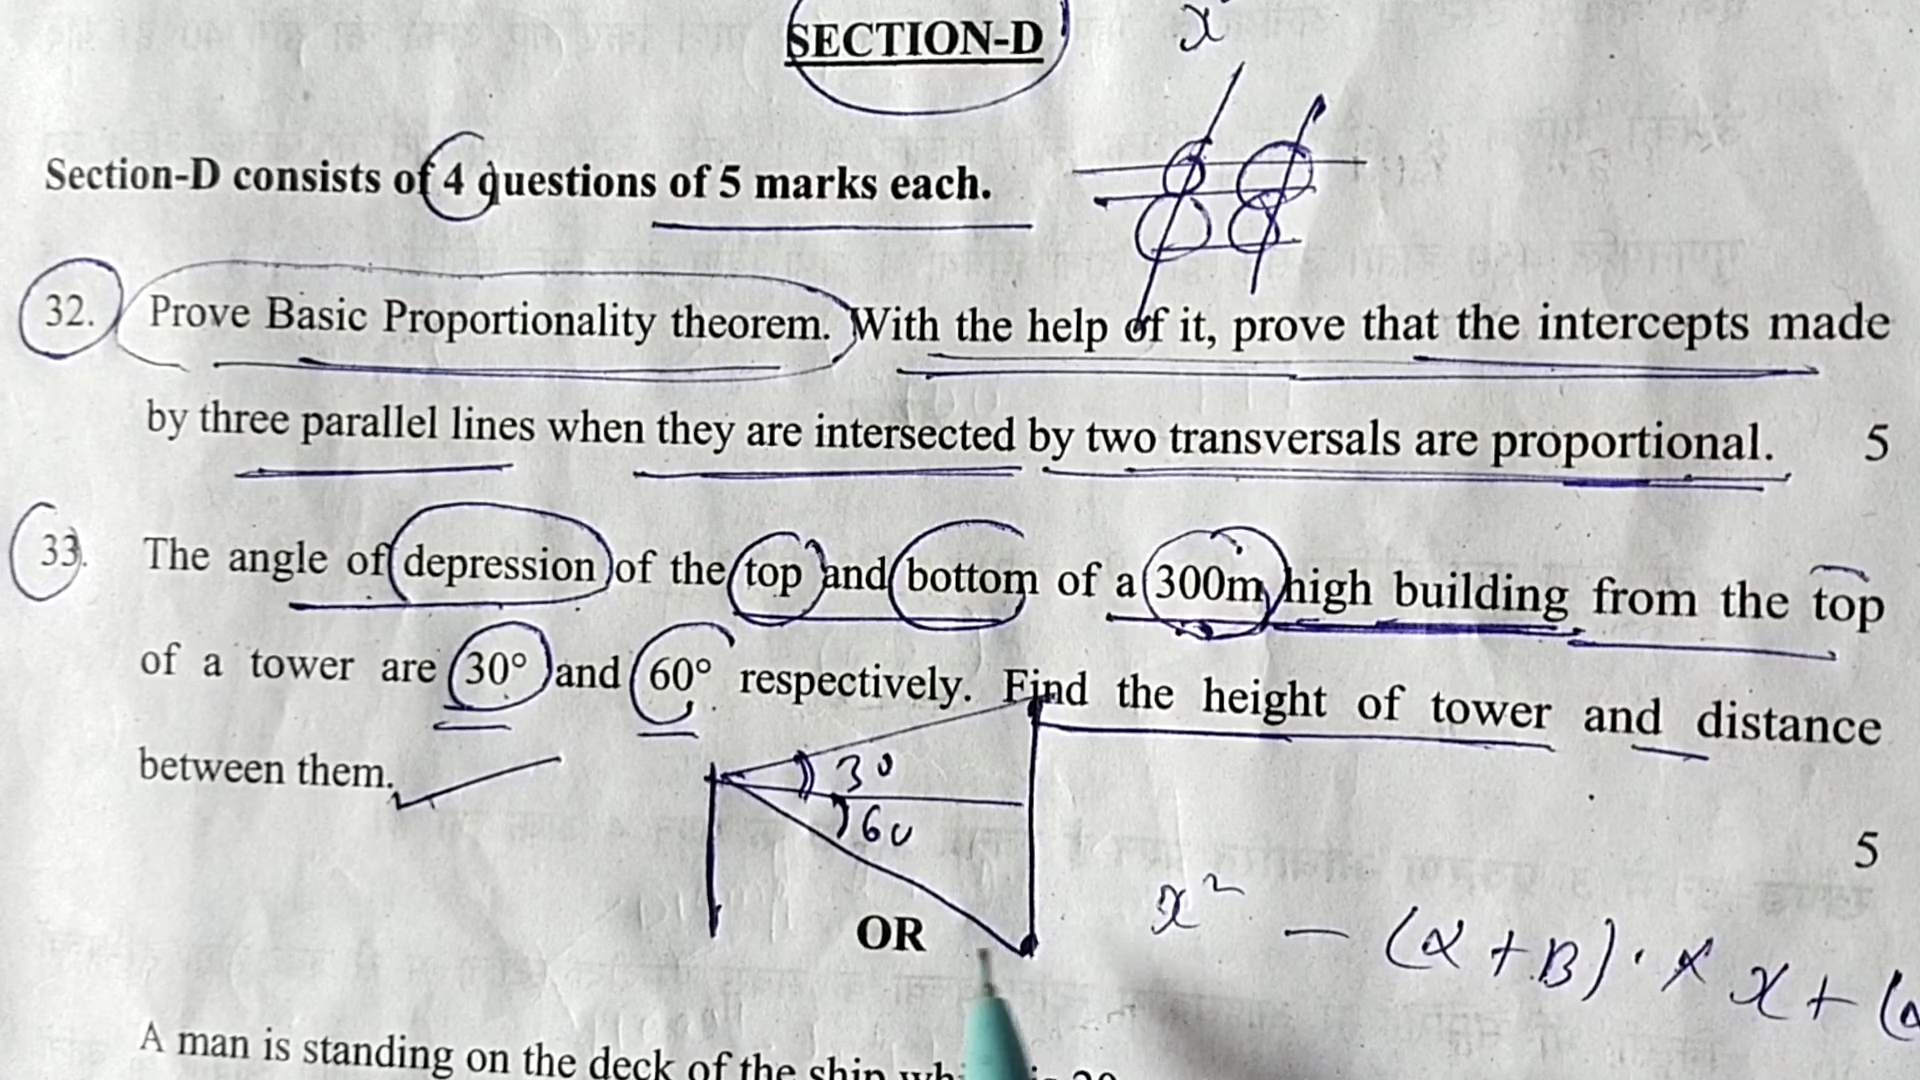 SECTION-D
x
Section-D consists of 4 questions of 5 marks each.
32. Prove Basic Proportionality theorem. With the help of it, prove that the intercepts made
by three parallel lines when they are intersected by two transversals are proportional. 5
33. The angle of depression of the top and bottom of a 300m high building from the top
of a tower are 30° and 60° respectively. Find the height of tower and distance
between them.
30
60
5
OR
x² - (α+B). x x + (α
A man is standing on the deck of the ship